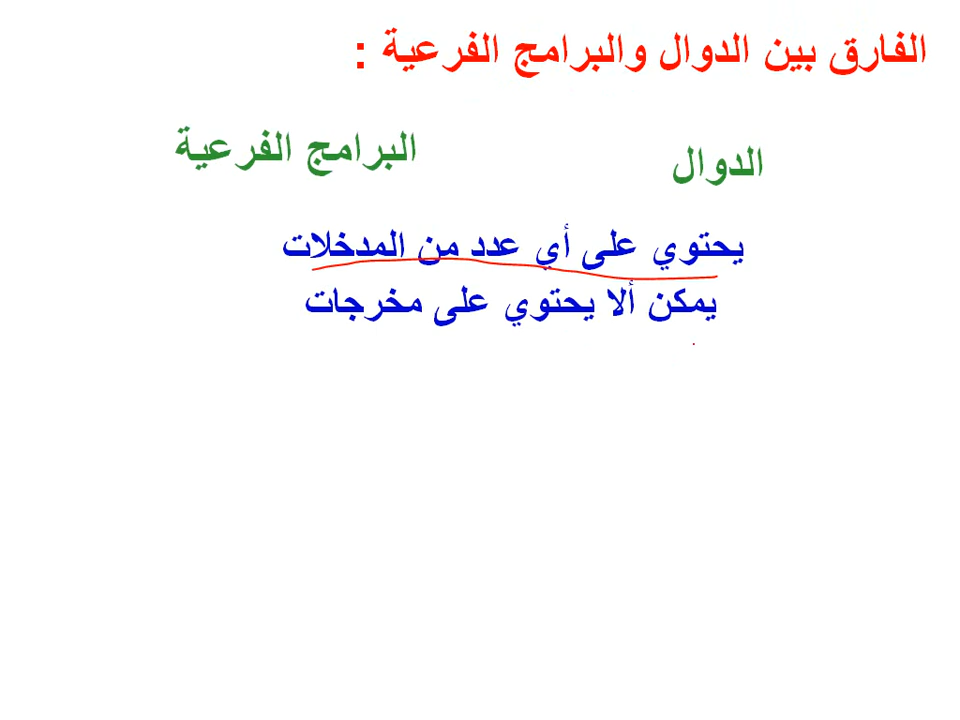 الفارق بين الدوال والبرامج الفرعية :
الدوال
البرامج الفرعية
يحتوي على أي عدد من المدخلات
يمكن ألا يحتوي على مخرجات